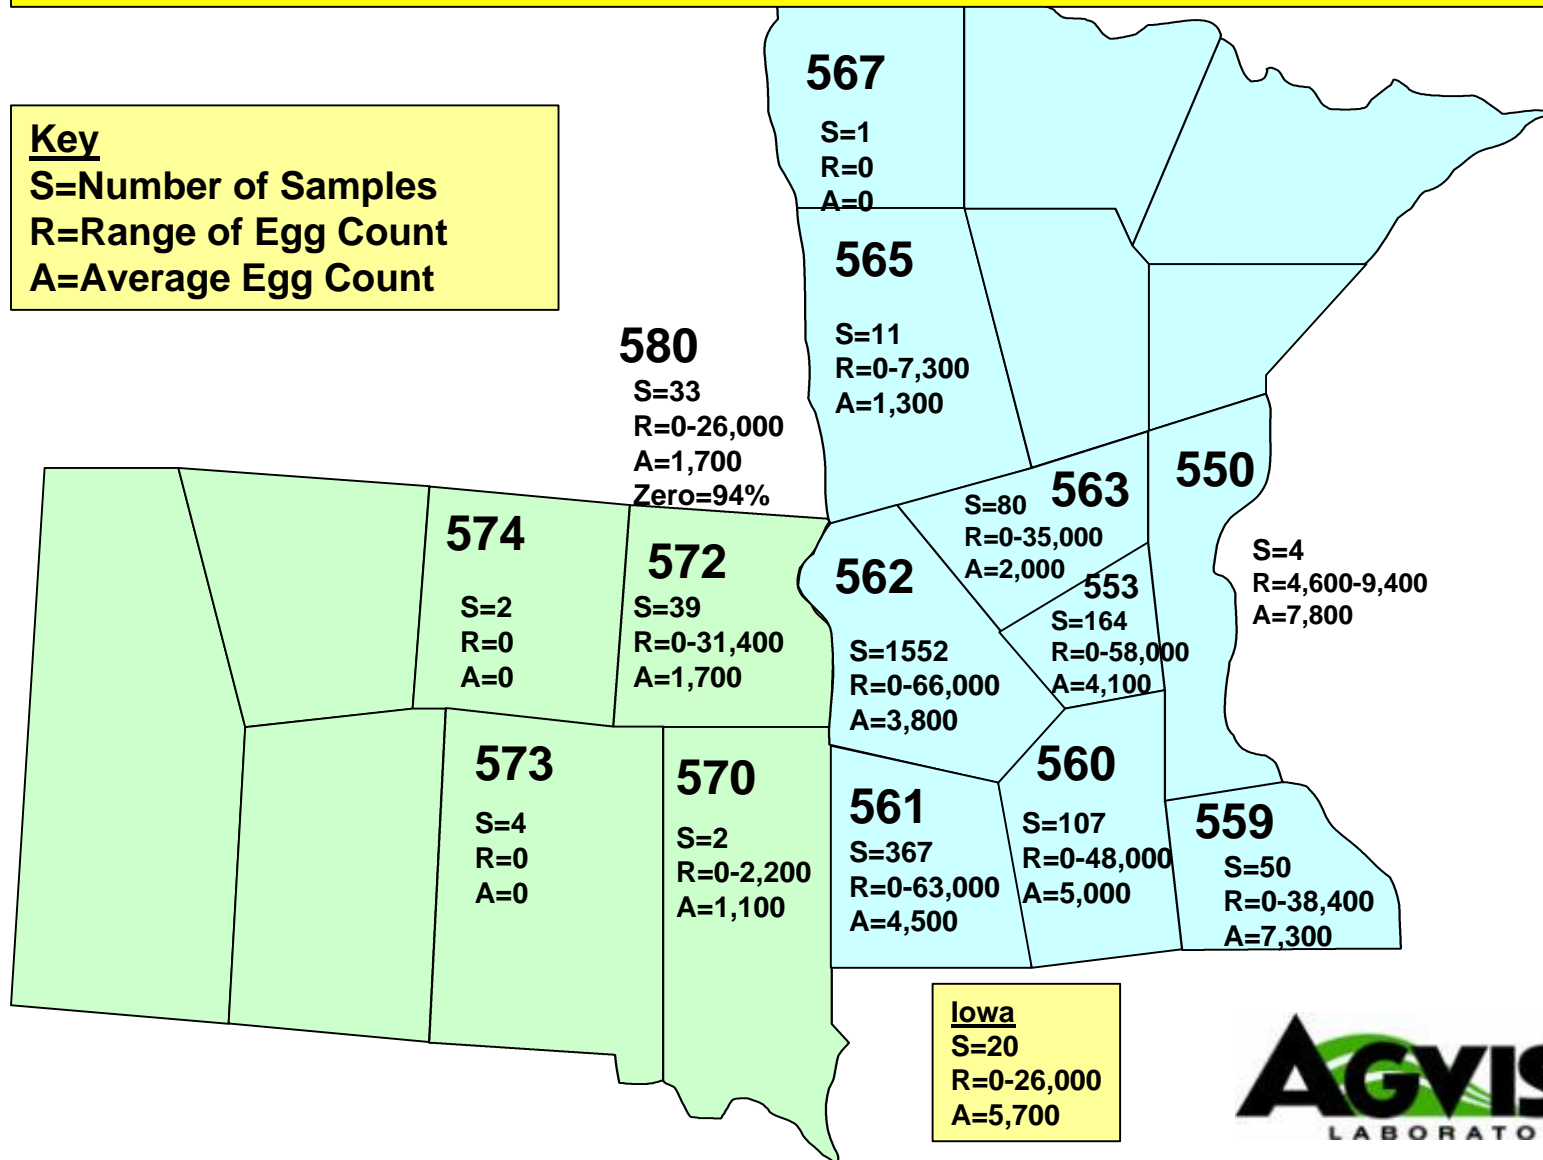 Key
S=Number of Samples
R=Range of Egg Count
A=Average Egg Count
567
S=1
R=0
A=0
565
S=11
R=0-7,300
A=1,300
580
S=33
R=0-26,000
A=1,700
Zero=94%
574
S=2
R=0
A=0
572
S=39
R=0-31,400
A=1,700
562
S=1552
R=0-66,000
A=3,800
563
S=80
R=0-35,000
A=2,000
553
S=164
R=0-58,000
A=4,100
550
S=4
R=4,600-9,400
A=7,800
573
S=4
R=0
A=0
570
S=2
R=0-2,200
A=1,100
561
S=367
R=0-63,000
A=4,500
560
S=107
R=0-48,000
A=5,000
559
S=50
R=0-38,400
A=7,300
Iowa
S=20
R=0-26,000
A=5,700
AGVIS
LABORATO